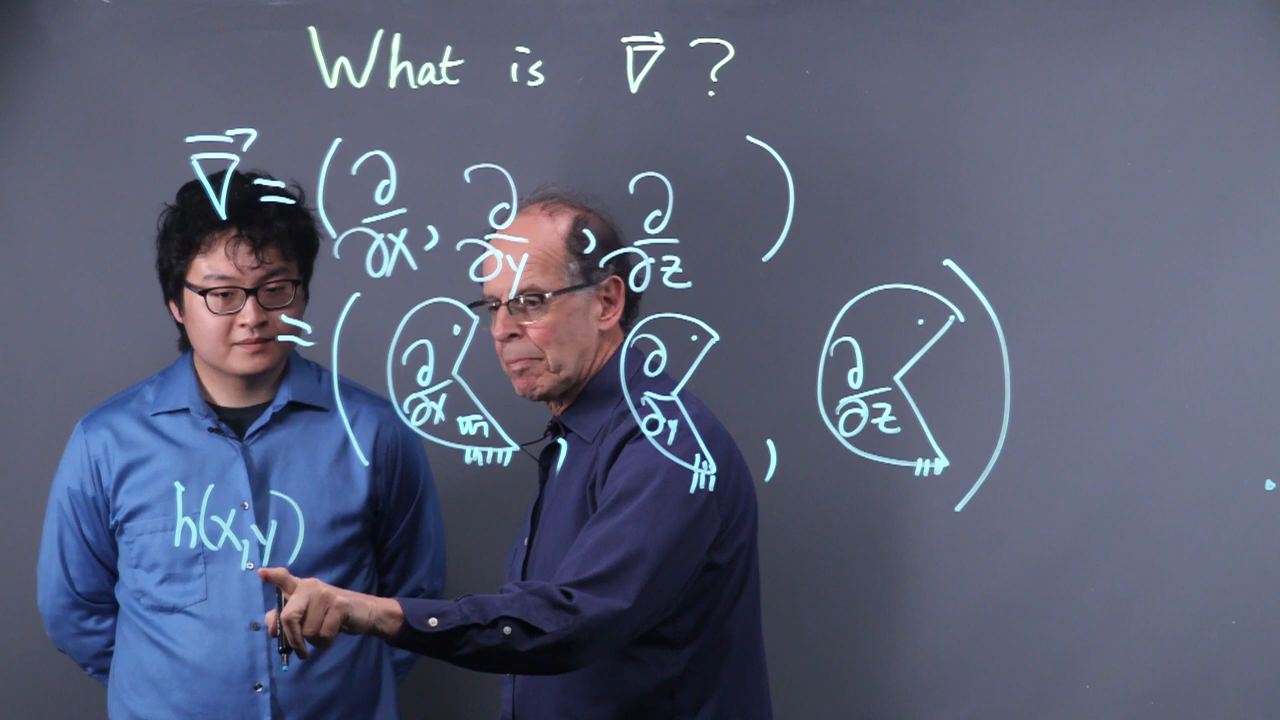 What is ∇⃗ ?
∇⃗ = ( ∂/∂x , ∂/∂y , ∂/∂z )
= ( ∂/∂x , ∂/∂y , ∂/∂z )
h(x,y)